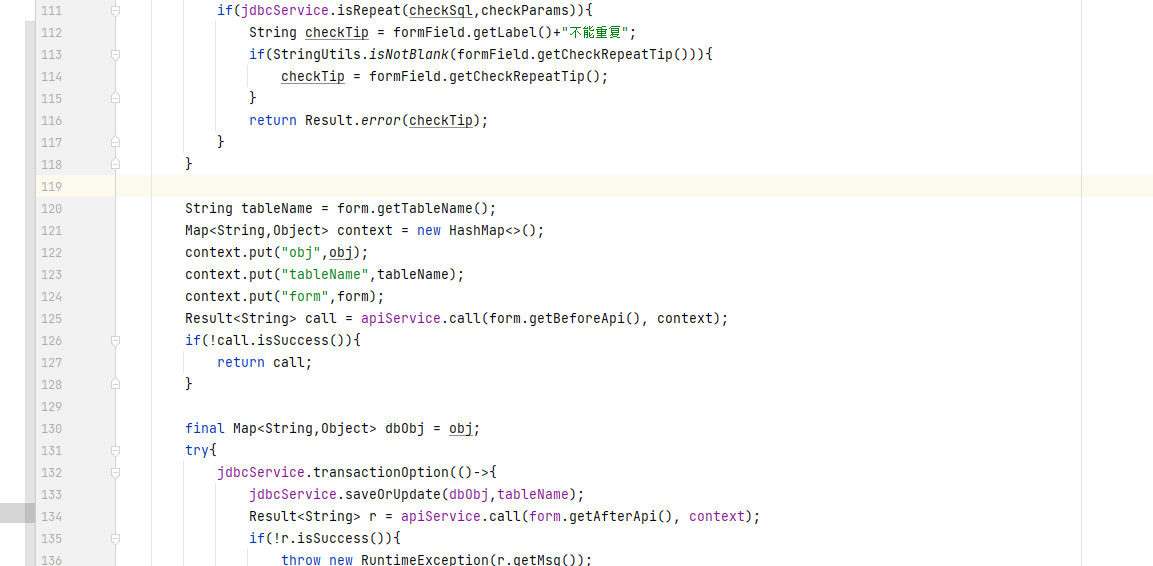 111 if(jdbcService.isRepeat(checkSql,checkParams)){
112 String checkTip = formField.getLabel()+"不能重复";
113 if(StringUtils.isNotBlank(formField.getCheckRepeatTip())){
114 checkTip = formField.getCheckRepeatTip();
115 }
116 return Result.error(checkTip);
117 }
118 }
119
120 String tableName = form.getTableName();
121 Map<String,Object> context = new HashMap<>();
122 context.put("obj",obj);
123 context.put("tableName",tableName);
124 context.put("form",form);
125 Result<String> call = apiService.call(form.getBeforeApi(), context);
126 if(!call.isSuccess()){
127 return call;
128 }
129
130 final Map<String,Object> dbObj = obj;
131 try{
132 jdbcService.transactionOption(()->{
133 jdbcService.saveOrUpdate(dbObj,tableName);
134 Result<String> r = apiService.call(form.getAfterApi(), context);
135 if(!r.isSuccess()){
136 throw new RuntimeException(r.getMsg());